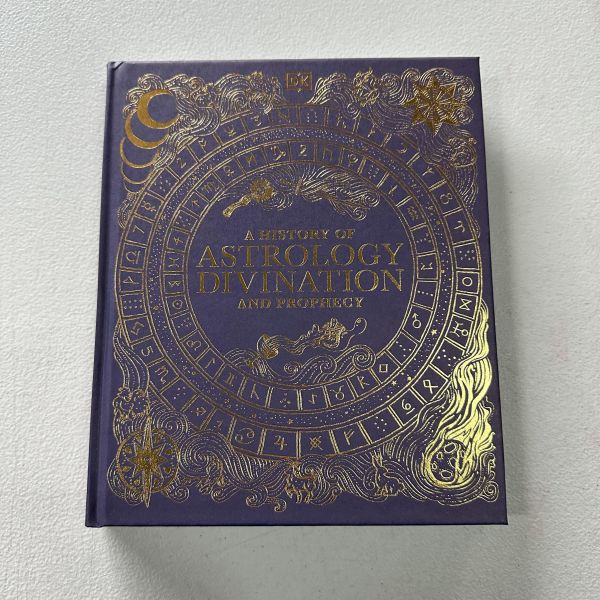 DK
A HISTORY OF
ASTROLOGY
DIVINATION
AND PROPHECY